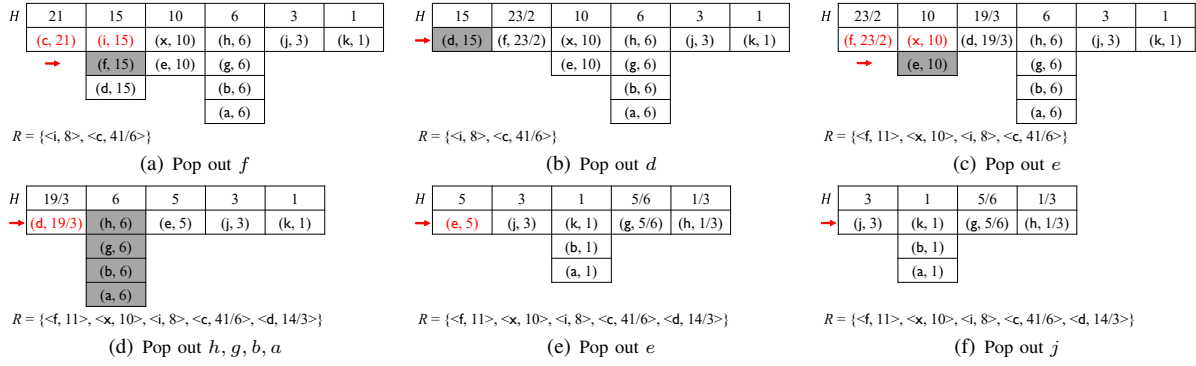 H 21 15 10 6 3 1
(c, 21) (i, 15) (x, 10) (h, 6) (j, 3) (k, 1)
(f, 15) (e, 10) (g, 6)
(d, 15) (b, 6)
(a, 6)
R = {<i, 8>, <c, 41/6>}
(a) Pop out f
H 15 23/2 10 6 3 1
(d, 15) (f, 23/2) (x, 10) (h, 6) (j, 3) (k, 1)
(e, 10) (g, 6)
(b, 6)
(a, 6)
R = {<i, 8>, <c, 41/6>}
(b) Pop out d
H 23/2 10 19/3 6 3 1
(f, 23/2) (x, 10) (d, 19/3) (h, 6) (j, 3) (k, 1)
(e, 10) (g, 6)
(b, 6)
(a, 6)
R = {<f, 11>, <x, 10>, <i, 8>, <c, 41/6>}
(c) Pop out e
H 19/3 6 5 3 1
(d, 19/3) (h, 6) (e, 5) (j, 3) (k, 1)
(g, 6)
(b, 6)
(a, 6)
R = {<f, 11>, <x, 10>, <i, 8>, <c, 41/6>, <d, 14/3>}
(d) Pop out h, g, b, a
H 5 3 1 5/6 1/3
(e, 5) (j, 3) (k, 1) (g, 5/6) (h, 1/3)
(b, 1)
(a, 1)
R = {<f, 11>, <x, 10>, <i, 8>, <c, 41/6>, <d, 14/3>}
(e) Pop out e
H 3 1 5/6 1/3
(j, 3) (k, 1) (g, 5/6) (h, 1/3)
(b, 1)
(a, 1)
R = {<f, 11>, <x, 10>, <i, 8>, <c, 41/6>, <d, 14/3>}
(f) Pop out j